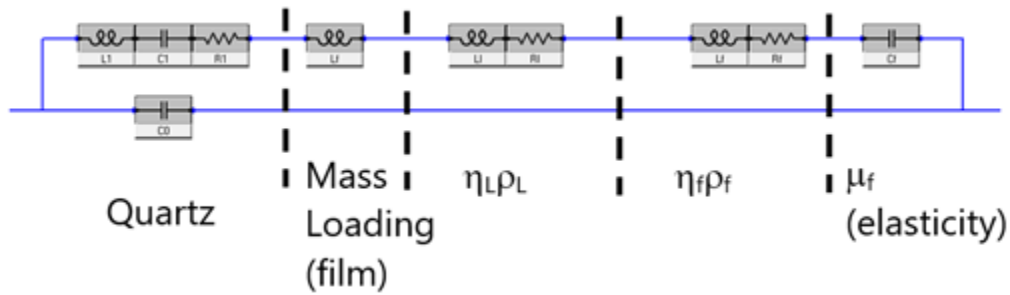 L1 C1 R1
Lf
Ll Rl
Lf Rf
Cf
C0
Quartz
Mass
Loading
(film)
ηLρL
ηfρf
μf
(elasticity)